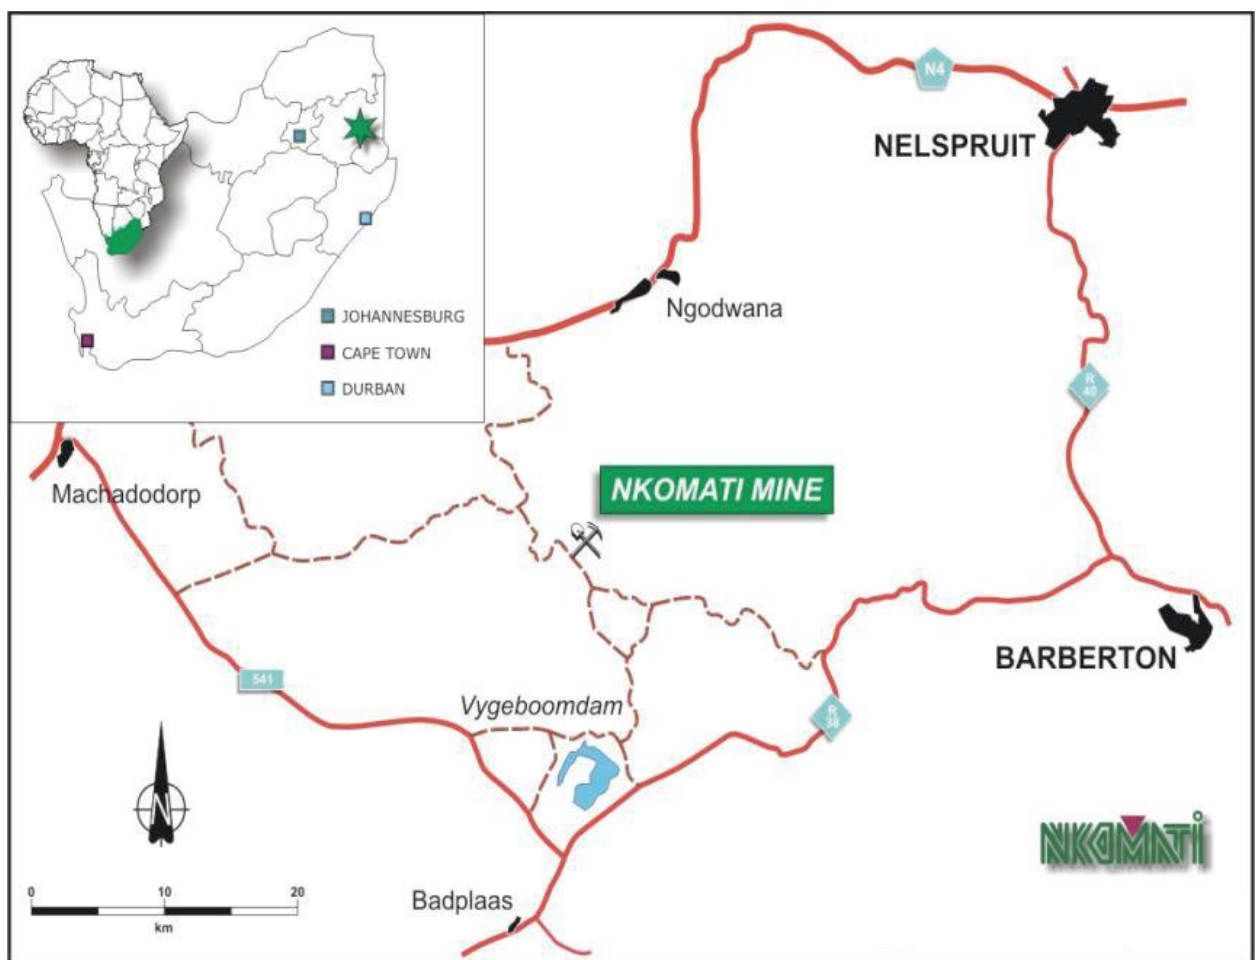 N4
NELSPRUIT
Ngodwana
JOHANNESBURG
CAPE TOWN
DURBAN
R
40
Machadodorp
NKOMATI MINE
BARBERTON
541
Vygeboomdam
R
38
N
NKOMATi
0 10 20
km
Badplaas